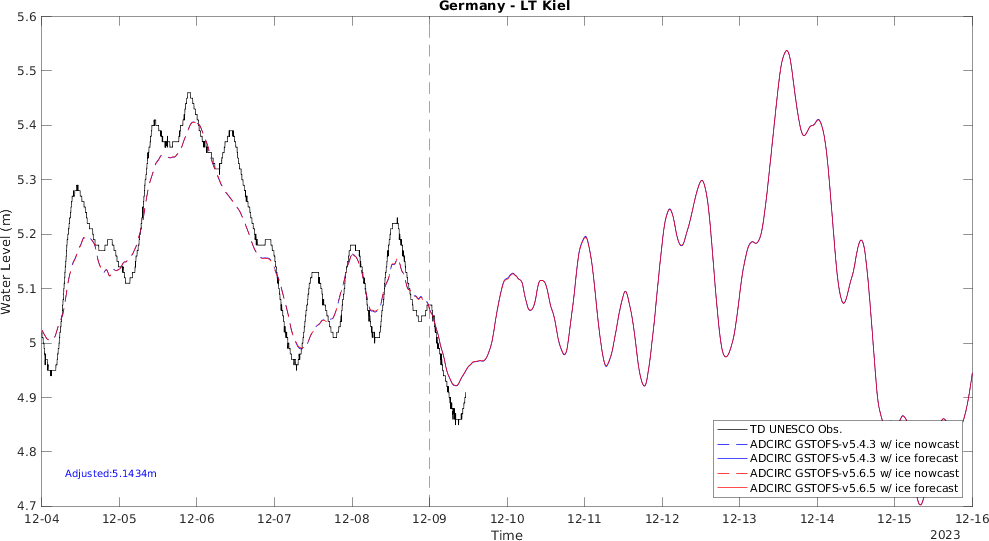 Germany - LT Kiel
5.6
5.5
5.4
5.3
5.2
5.1
5
4.9
4.8
4.7
Water Level (m)
Adjusted:5.1434m
TD UNESCO Obs.
ADCIRC GSTOFS-v5.4.3 w/ ice nowcast
ADCIRC GSTOFS-v5.4.3 w/ ice forecast
ADCIRC GSTOFS-v5.6.5 w/ ice nowcast
ADCIRC GSTOFS-v5.6.5 w/ ice forecast
12-04 12-05 12-06 12-07 12-08 12-09 12-10 12-11 12-12 12-13 12-14 12-15 12-16
Time
2023